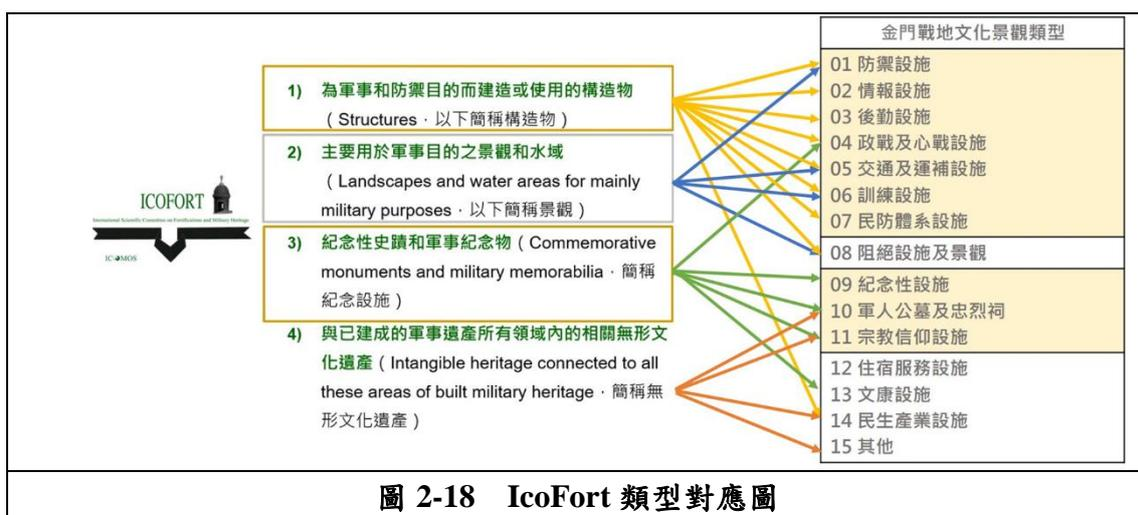 ICOFORT
International Scientific Committee on Fortifications and Military Heritage
ICOMOS
1) 為軍事和防禦目的而建造或使用的構造物
（Structures，以下簡稱構造物）
2) 主要用於軍事目的之景觀和水域
（Landscapes and water areas for mainly
military purposes，以下簡稱景觀）
3) 紀念性史蹟和軍事紀念物（Commemorative
monuments and military memorabilia，簡稱
紀念設施）
4) 與已建成的軍事遺產所有領域內的相關無形文
化遺產（Intangible heritage connected to all
these areas of built military heritage，簡稱無
形文化遺產）
金門戰地文化景觀類型
01 防禦設施
02 情報設施
03 後勤設施
04 政戰及心戰設施
05 交通及運補設施
06 訓練設施
07 民防體系設施
08 阻絕設施及景觀
09 紀念性設施
10 軍人公墓及忠烈祠
11 宗教信仰設施
12 住宿服務設施
13 文康設施
14 民生產業設施
15 其他
圖 2-18 IcoFort 類型對應圖